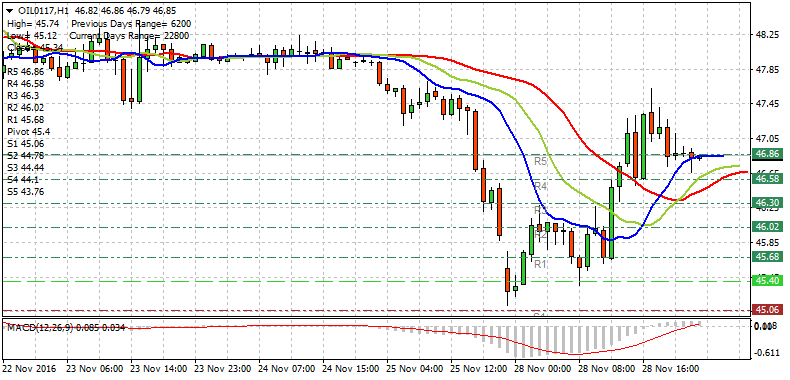 OIL0117,H1 46.82 46.86 46.79 46.85
High= 45.74 Previous Days Range= 6200
Low= 45.12 Current Days Range= 22800
Close= 45.34
R5 46.86
R4 46.58
R3 46.3
R2 46.02
R1 45.68
Pivot 45.4
S1 45.06
S2 44.78
S3 44.44
S4 44.1
S5 43.76
R5
R4
R3
R2
R1
48.25
47.85
47.45
47.05
46.86
46.58
46.30
46.02
45.85
45.68
45.40
45.06
MACD(12,26,9) 0.085 0.034
-0.611
22 Nov 2016
23 Nov 06:00
23 Nov 14:00
23 Nov 22:00
24 Nov 07:00
24 Nov 15:00
25 Nov 04:00
25 Nov 12:00
28 Nov 00:00
28 Nov 08:00
28 Nov 16:00